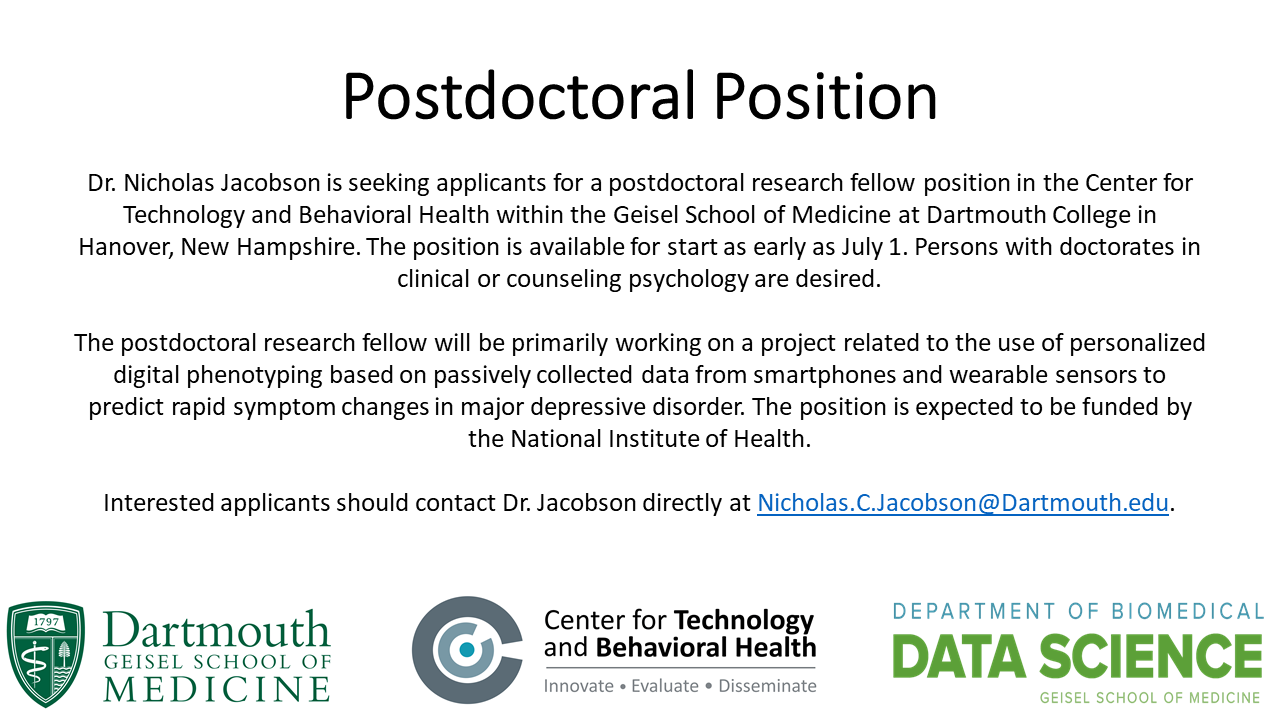 Postdoctoral Position
Dr. Nicholas Jacobson is seeking applicants for a postdoctoral research fellow position in the Center for
Technology and Behavioral Health within the Geisel School of Medicine at Dartmouth College in
Hanover, New Hampshire. The position is available for start as early as July 1. Persons with doctorates in
clinical or counseling psychology are desired.
The postdoctoral research fellow will be primarily working on a project related to the use of personalized
digital phenotyping based on passively collected data from smartphones and wearable sensors to
predict rapid symptom changes in major depressive disorder. The position is expected to be funded by
the National Institute of Health.
Interested applicants should contact Dr. Jacobson directly at Nicholas.C.Jacobson@Dartmouth.edu.
1797
Dartmouth
GEISEL SCHOOL OF
MEDICINE
Center for Technology
and Behavioral Health
Innovate • Evaluate • Disseminate
DEPARTMENT OF BIOMEDICAL
DATA SCIENCE
GEISEL SCHOOL OF MEDICINE